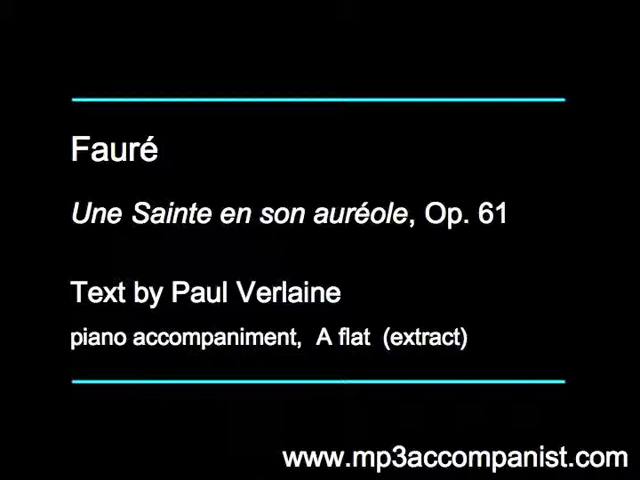 Fauré
Une Sainte en son auréole, Op. 61
Text by Paul Verlaine
piano accompaniment, A flat (extract)
www.mp3accompanist.com